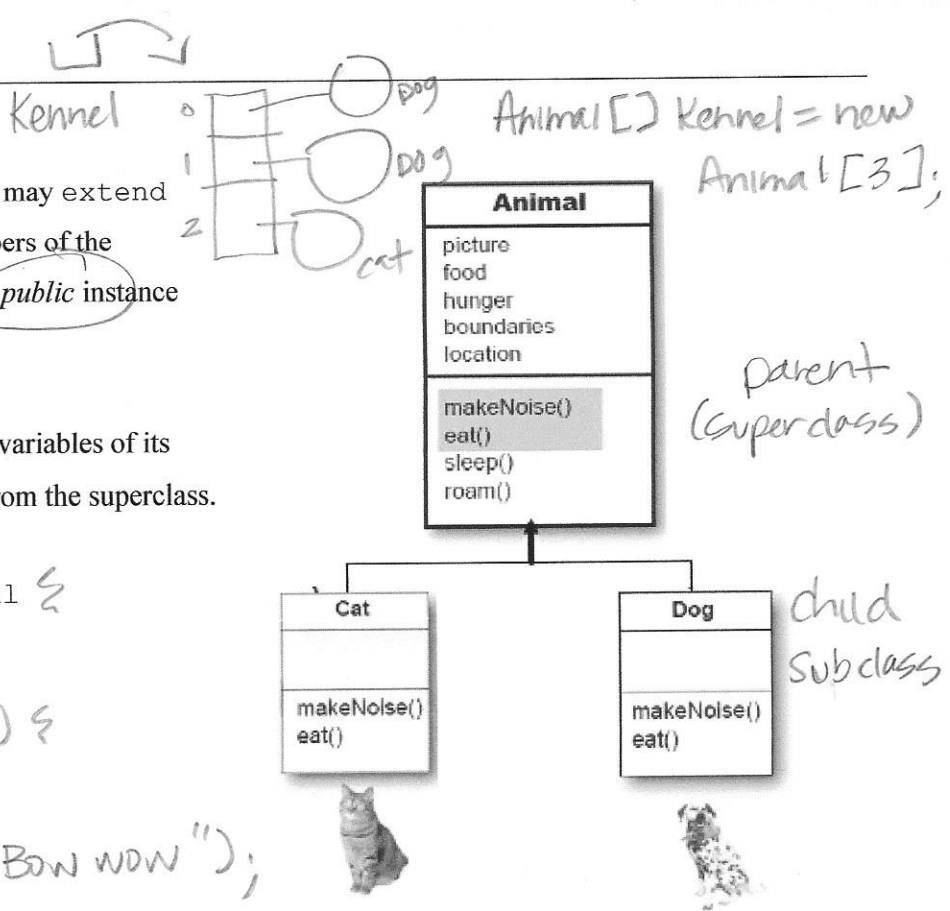 Kennel
0
Dog
Animal[] Kennel = new
Animal[3];
1
Dog
may extend
2
cat
ers of the
public instance
Animal
picture
food
hunger
boundaries
location
parent
(superclass)
makeNoise()
eat()
sleep()
roam()
variables of its
rom the superclass.
l {
Cat
Dog
child
subclass
makeNoise()
eat()
makeNoise()
eat()
) {
Bow wow");